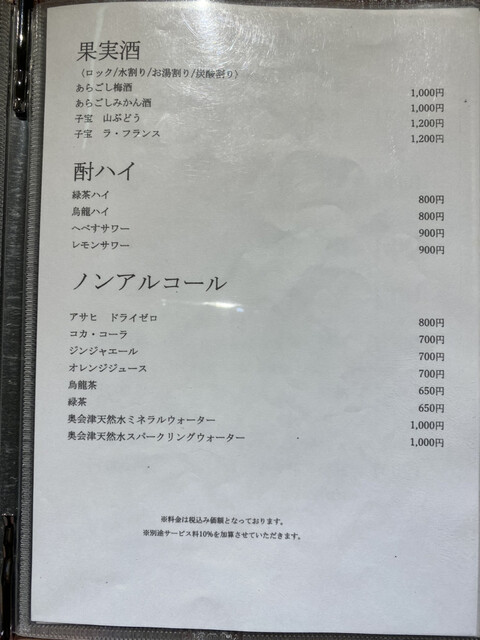 果実酒
(ロック/水割り/お湯割り/炭酸割り)
あらごし梅酒 1,000円
あらごしみかん酒 1,000円
子宝 山ぶどう 1,200円
子宝 ラ・フランス 1,200円
酎ハイ
緑茶ハイ 800円
烏龍ハイ 800円
へべすサワー 900円
レモンサワー 900円
ノンアルコール
アサヒ ドライゼロ 800円
コカ・コーラ 700円
ジンジャエール 700円
オレンジジュース 700円
烏龍茶 650円
緑茶 650円
奥会津天然水ミネラルウォーター 1,000円
奥会津天然水スパークリングウォーター 1,000円
※料金は税込み価額となっております。
※別途サービス料10%を加算させていただきます。